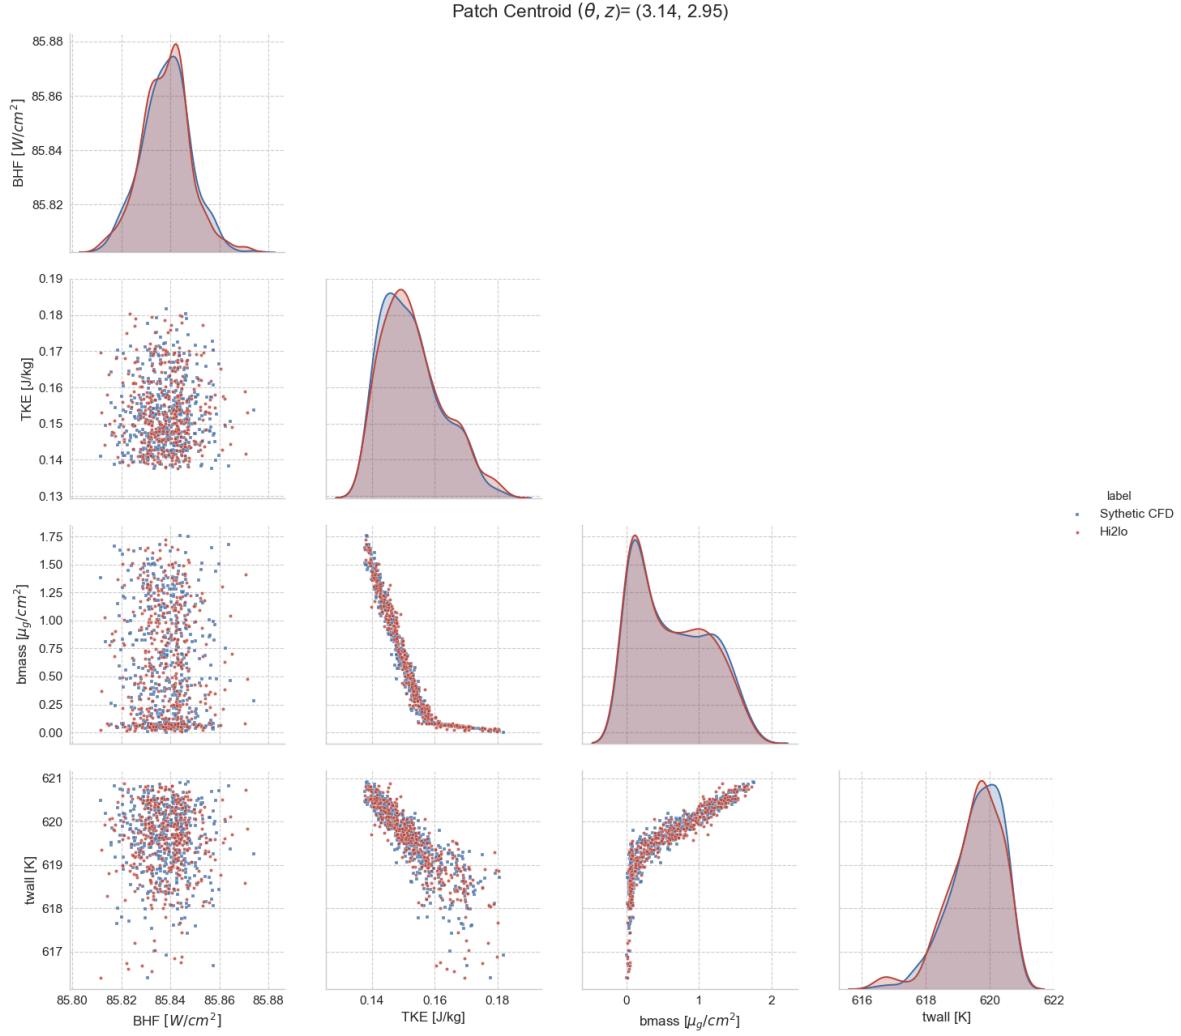 Patch Centroid (θ, z)= (3.14, 2.95)
85.88
85.86
85.84
85.82
BHF [W/cm²]
0.19
0.18
0.17
0.16
0.15
0.14
0.13
TKE [J/kg]
label
Sythetic CFD
Hi2lo
1.75
1.50
1.25
1.00
0.75
0.50
0.25
0.00
bmass [μg/cm²]
621
620
619
618
617
twall [K]
85.80 85.82 85.84 85.86 85.88
BHF [W/cm²]
0.14 0.16 0.18
TKE [J/kg]
0 1 2
bmass [μg/cm²]
616 618 620 622
twall [K]